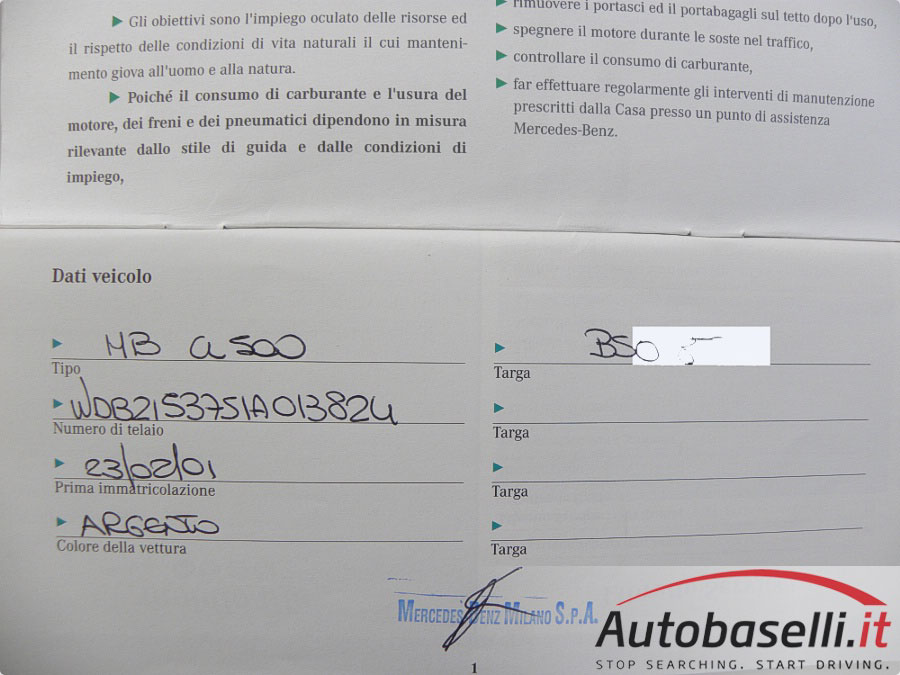 ▶ Gli obiettivi sono l'impiego oculato delle risorse ed
il rispetto delle condizioni di vita naturali il cui manteni-
mento giova all'uomo e alla natura.
▶ Poiché il consumo di carburante e l'usura del
motore, dei freni e dei pneumatici dipendono in misura
rilevante dallo stile di guida e dalle condizioni di
impiego,
rimuovere i portasci ed il portabagagli sul tetto dopo l'uso,
▶ spegnere il motore durante le soste nel traffico,
▶ controllare il consumo di carburante,
▶ far effettuare regolarmente gli interventi di manutenzione
prescritti dalla Casa presso un punto di assistenza
Mercedes-Benz.
Dati veicolo
▶ MB CL 500
Tipo
▶ WDB2153751A013824
Numero di telaio
▶ 23/02/01
Prima immatricolazione
▶ ARGENTO
Colore della vettura
▶ BS0
Targa
▶
Targa
▶
Targa
▶
Targa
MERCEDES BENZ MILANO S.P.A.
1
Autobaselli.it
STOP SEARCHING. START DRIVING.